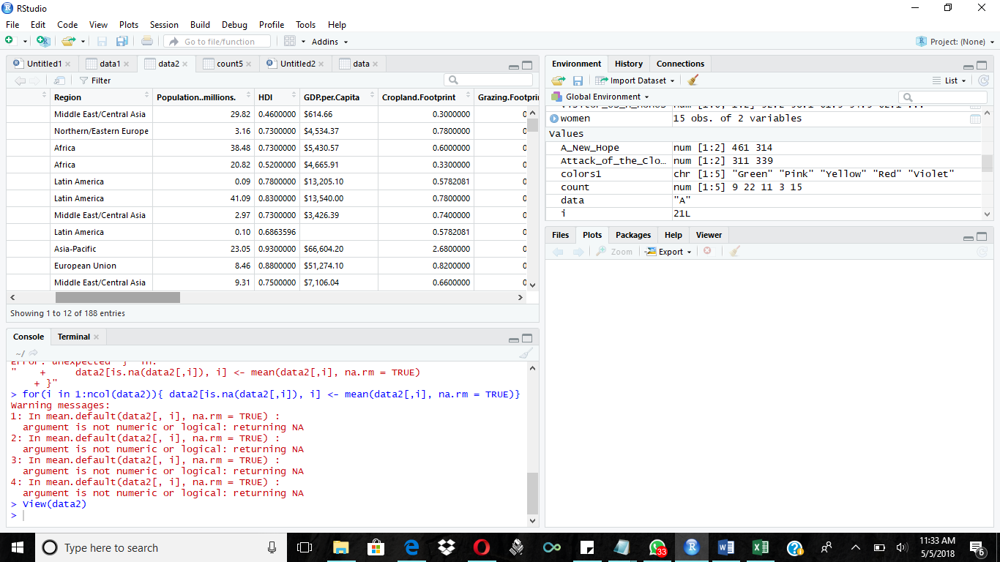 RStudio
File Edit Code View Plots Session Build Debug Profile Tools Help
Go to file/function Addins Project: (None)
Untitled1 data1 data2 count5 Untitled2 data
Filter
Region Population..millions. HDI GDP.per.Capita Cropland.Footprint Grazing.Footpri
Middle East/Central Asia 29.82 0.4600000 $614.66 0.3000000 0
Northern/Eastern Europe 3.16 0.7300000 $4,534.37 0.7800000 0
Africa 38.48 0.7300000 $5,430.57 0.6000000 0
Africa 20.82 0.5200000 $4,665.91 0.3300000 0
Latin America 0.09 0.7800000 $13,205.10 0.5782081 0
Latin America 41.09 0.8300000 $13,540.00 0.7800000 0
Middle East/Central Asia 2.97 0.7300000 $3,426.39 0.7400000 0
Latin America 0.10 0.6863596 0.5782081 0
Asia-Pacific 23.05 0.9300000 $66,604.20 2.6800000 0
European Union 8.46 0.8800000 $51,274.10 0.8200000 0
Middle East/Central Asia 9.31 0.7500000 $7,106.04 0.6600000 0
Showing 1 to 12 of 188 entries
Console Terminal
~/
" + data2[is.na(data2[,i]), i] <- mean(data2[,i], na.rm = TRUE)
+ }"
> for(i in 1:ncol(data2)){ data2[is.na(data2[,i]), i] <- mean(data2[,i], na.rm = TRUE)}
Warning messages:
1: In mean.default(data2[, i], na.rm = TRUE) :
argument is not numeric or logical: returning NA
2: In mean.default(data2[, i], na.rm = TRUE) :
argument is not numeric or logical: returning NA
3: In mean.default(data2[, i], na.rm = TRUE) :
argument is not numeric or logical: returning NA
4: In mean.default(data2[, i], na.rm = TRUE) :
argument is not numeric or logical: returning NA
> View(data2)
>
Environment History Connections
Import Dataset List
Global Environment
women 15 obs. of 2 variables
Values
A_New_Hope num [1:2] 461 314
Attack_of_the_Clo… num [1:2] 311 339
colors1 chr [1:5] "Green" "Pink" "Yellow" "Red" "Violet"
count num [1:5] 9 22 11 3 15
data "A"
i 21L
Files Plots Packages Help Viewer
Zoom Export
Type here to search
33
11:33 AM
5/5/2018
6